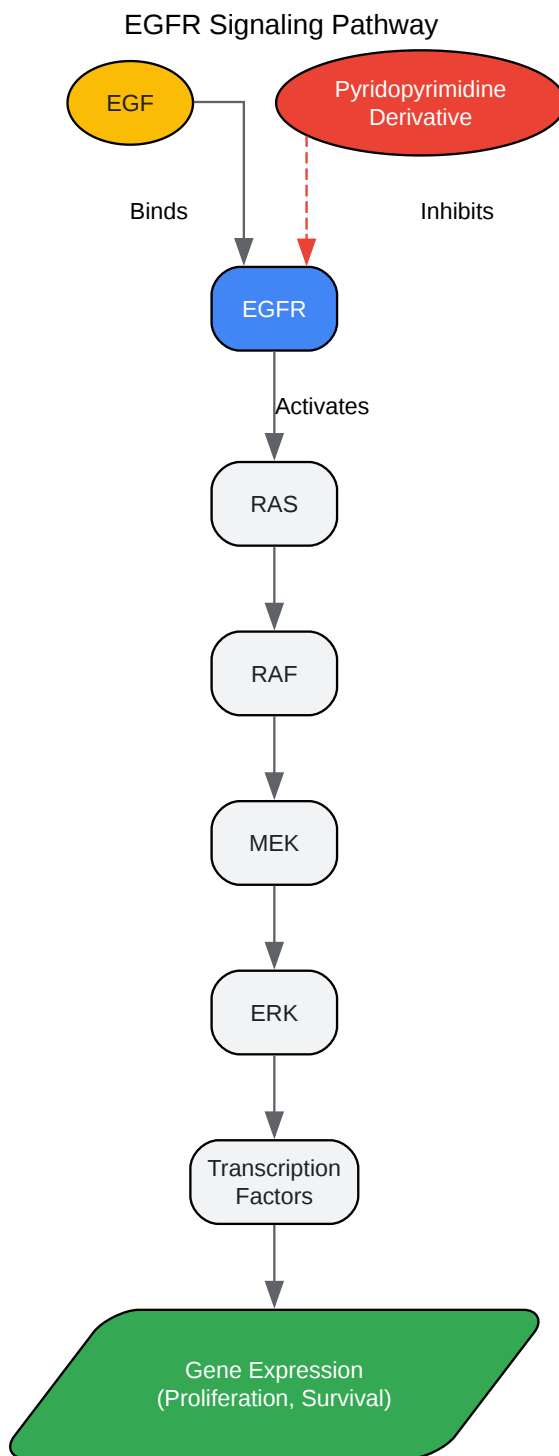 EGFR Signaling Pathway
EGF
Pyridopyrimidine
Derivative
Binds
Inhibits
EGFR
Activates
RAS
RAF
MEK
ERK
Transcription
Factors
Gene Expression
(Proliferation, Survival)